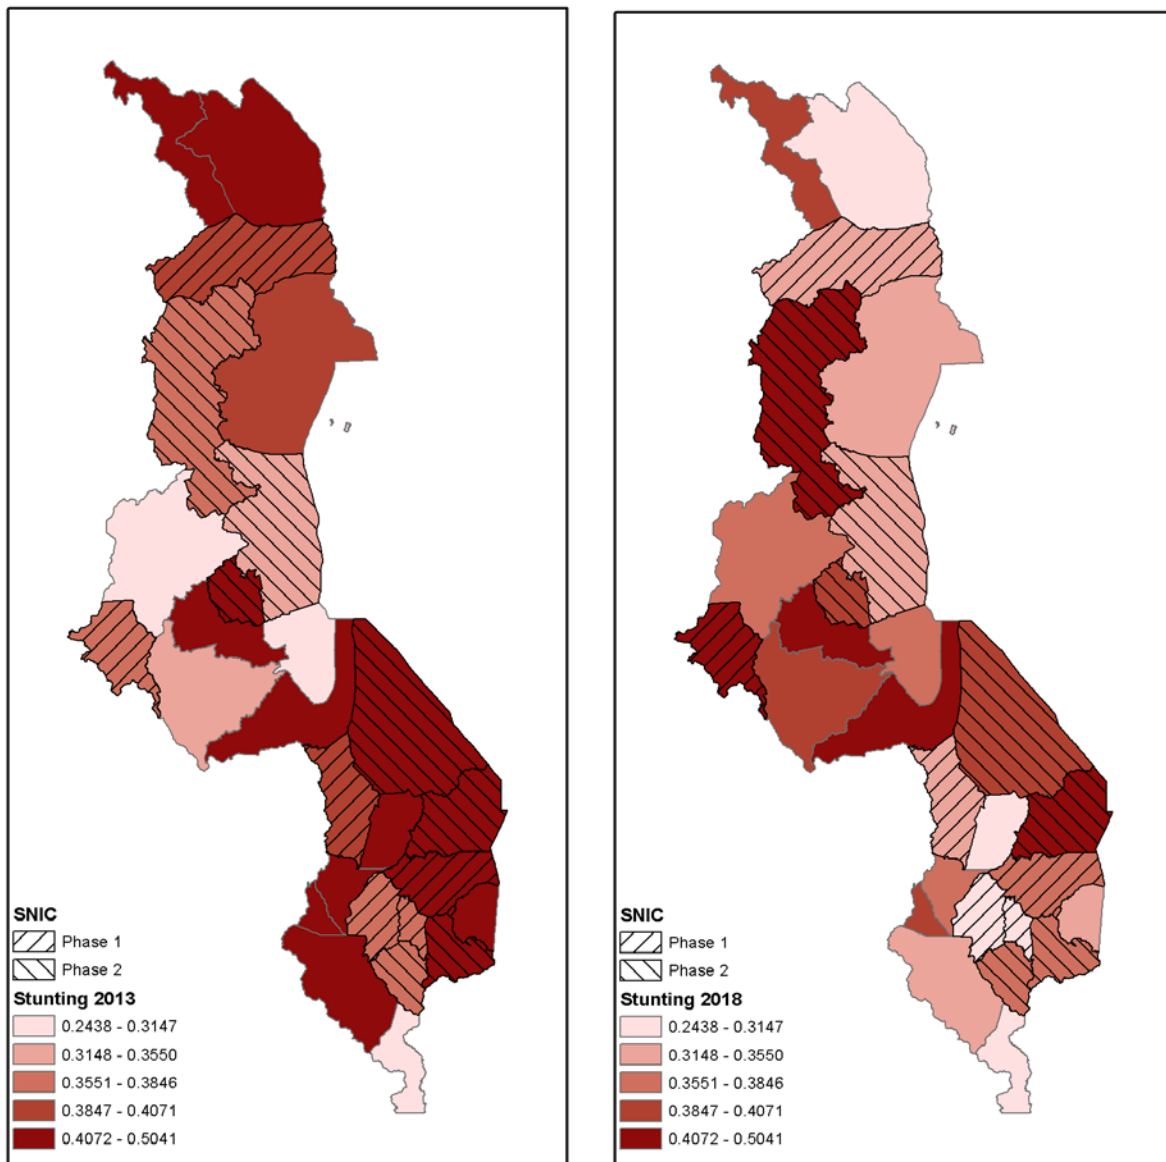 SNIC
Phase 1
Phase 2
Stunting 2013
0.2438 - 0.3147
0.3148 - 0.3550
0.3551 - 0.3846
0.3847 - 0.4071
0.4072 - 0.5041
SNIC
Phase 1
Phase 2
Stunting 2018
0.2438 - 0.3147
0.3148 - 0.3550
0.3551 - 0.3846
0.3847 - 0.4071
0.4072 - 0.5041